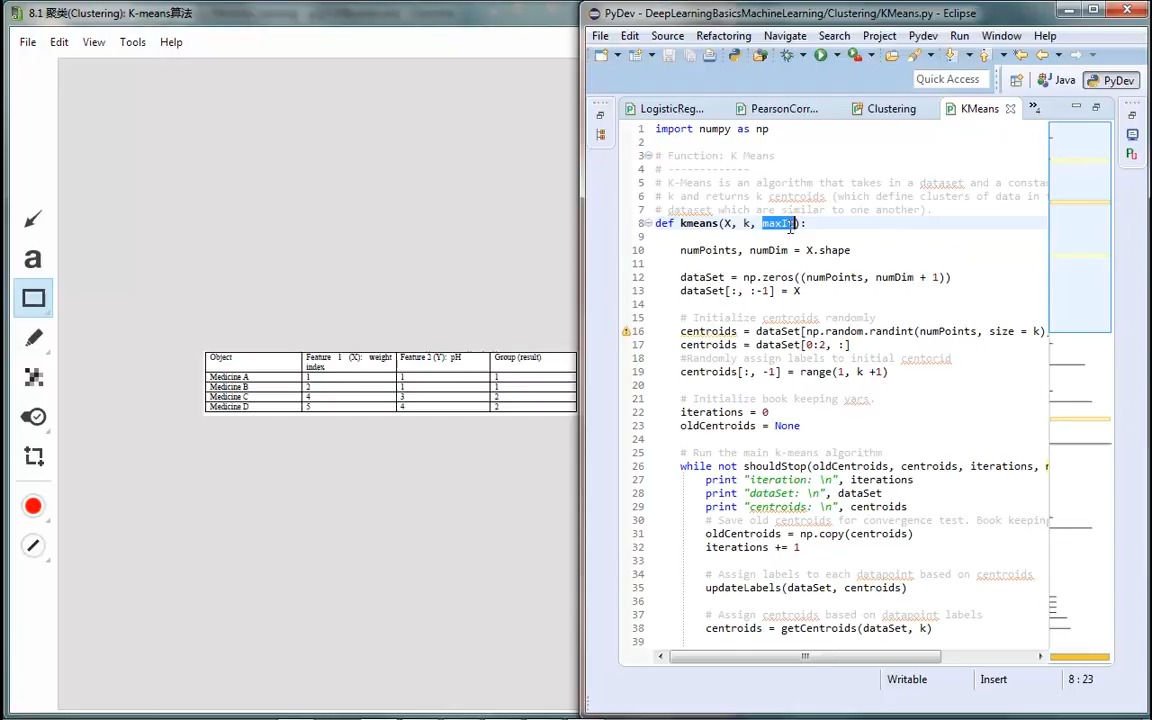 8.1 聚类(Clustering): K-means算法
File Edit View Tools Help
a
Object Feature 1 (X): weight index Feature 2 (Y): pH Group (result)
Medicine A 1 1 1
Medicine B 2 1 1
Medicine C 4 3 2
Medicine D 5 4 2
PyDev - DeepLearningBasicsMachineLearning/Clustering/KMeans.py - Eclipse
File Edit Source Refactoring Navigate Search Project Pydev Run Window Help
Quick Access Java PyDev
LogisticReg... PearsonCorr... Clustering KMeans 4
1 import numpy as np
2
3 # Function: K Means
4 # -------------
5 # K-Means is an algorithm that takes in a dataset and a consta
6 # k and returns k centroids (which define clusters of data in t
7 # dataset which are similar to one another).
8 def kmeans(X, k, maxIt):
9
10 numPoints, numDim = X.shape
11
12 dataSet = np.zeros((numPoints, numDim + 1))
13 dataSet[:, :-1] = X
14
15 # Initialize centroids randomly
16 centroids = dataSet[np.random.randint(numPoints, size = k)
17 centroids = dataSet[0:2, :]
18 #Randomly assign labels to initial centorid
19 centroids[:, -1] = range(1, k +1)
20
21 # Initialize book keeping vars.
22 iterations = 0
23 oldCentroids = None
24
25 # Run the main k-means algorithm
26 while not shouldStop(oldCentroids, centroids, iterations, m
27 print "iteration: \n", iterations
28 print "dataSet: \n", dataSet
29 print "centroids: \n", centroids
30 # Save old centroids for convergence test. Book keeping
31 oldCentroids = np.copy(centroids)
32 iterations += 1
33
34 # Assign labels to each datapoint based on centroids
35 updateLabels(dataSet, centroids)
36
37 # Assign centroids based on datapoint labels
38 centroids = getCentroids(dataSet, k)
39
Writable Insert 8 : 23